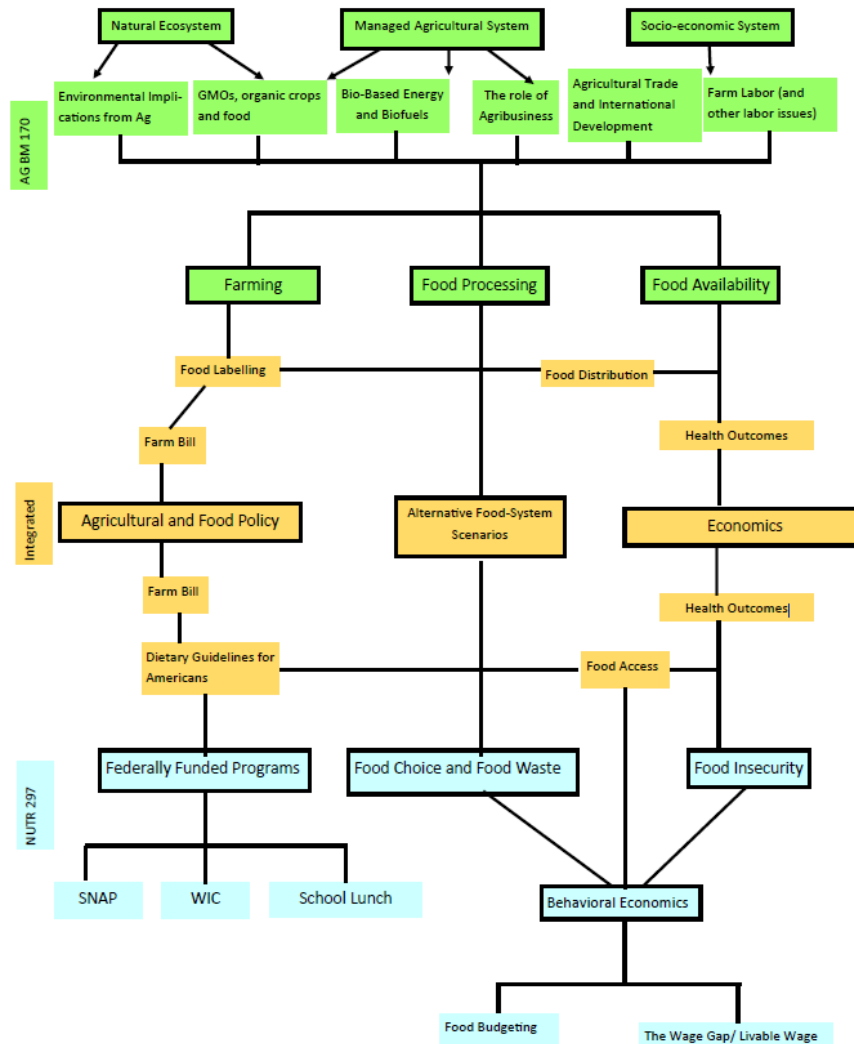 Natural Ecosystem
Managed Agricultural System
Socio-economic System
Environmental Impli-
cations from Ag
GMOs, organic crops
and food
Bio-Based Energy
and Biofuels
The role of
Agribusiness
Agricultural Trade
and International
Development
Farm Labor (and
other labor issues)
AG BM 170
Farming
Food Processing
Food Availability
Food Labelling
Food Distribution
Farm Bill
Health Outcomes
Integrated
Agricultural and Food Policy
Alternative Food-System
Scenarios
Economics
Farm Bill
Health Outcomes
Dietary Guidelines for
Americans
Food Access
NUTR 297
Federally Funded Programs
Food Choice and Food Waste
Food Insecurity
SNAP
WIC
School Lunch
Behavioral Economics
Food Budgeting
The Wage Gap/ Livable Wage